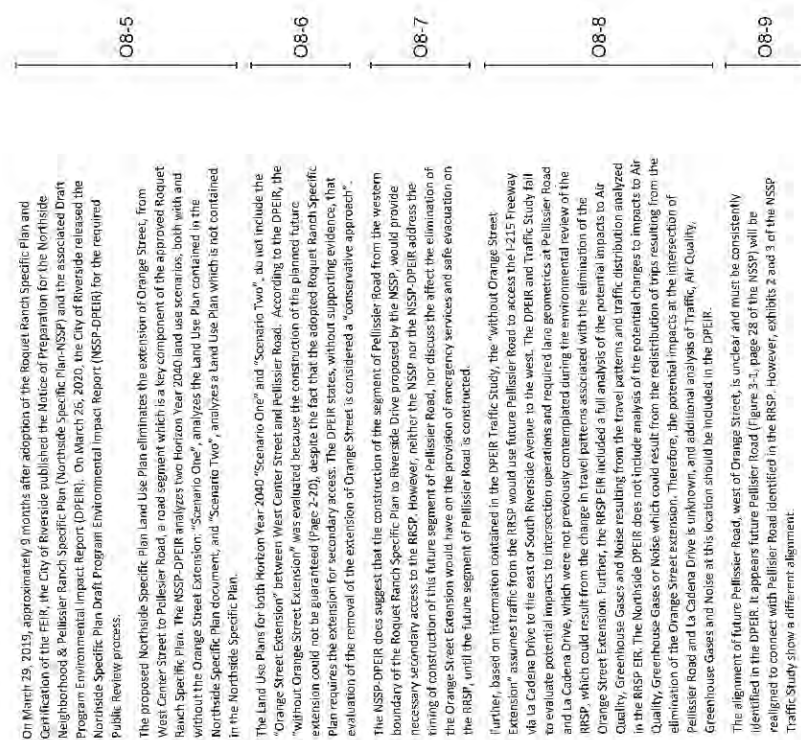 On March 29, 2019, approximately 9 months after adoption of the Roquet Ranch Specific Plan and
Certification of the FEIR, the City of Riverside published the Notice of Preparation for the Northside
Neighborhood & Pellissier Ranch Specific Plan (Northside Specific Plan-NSSP) and the associated Draft
Program Environmental Impact Report (DPEIR). On March 26, 2020, the City of Riverside released the
Northside Specific Plan Draft Program Environmental Impact Report (NSSP-DPEIR) for the required
Public Review process.
O8-5
The proposed Northside Specific Plan Land Use Plan eliminates the extension of Orange Street, from
West Center Street to Pellesier Road, a road segment which is a key component of the approved Roquet
Ranch Specific Plan. The NSSP-DPEIR analyzes two Horizon Year 2040 land use scenarios, both with and
without the Orange Street Extension: "Scenario One", analyzes the Land Use Plan contained in the
Northside Specific Plan document, and "Scenario Two", analyzes a Land Use Plan which is not contained
in the Northside Specific Plan.
The Land Use Plans for both Horizon Year 2040 "Scenario One" and "Scenario Two", do not include the
"Orange Street Extension" between West Center Street and Pellissier Road. According to the DPEIR, the
"without Orange Street Extension" was evaluated because the construction of the planned future
extension could not be guaranteed (Page 2-20), despite the fact that the adopted Roquet Ranch Specific
Plan requires the extension for secondary access. The DPEIR states, without supporting evidence, that
evaluation of the removal of the extension of Orange Street is considered a "conservative approach".
O8-6
The NSSP-DPEIR does suggest that the construction of the segment of Pellissier Road from the western
boundary of the Roquet Ranch Specific Plan to Riverside Drive proposed by the NSSP, would provide
necessary secondary access to the RRSP. However, neither the NSSP nor the NSSP-DPEIR address the
timing of construction of this future segment of Pellissier Road, nor discuss the affect the elimination of
the Orange Street Extension would have on the provision of emergency services and safe evacuation on
the RRSP, until the future segment of Pellissier Road is constructed.
O8-7
Further, based on information contained in the DPEIR Traffic Study, the "without Orange Street
Extension" assumes traffic from the RRSP would use future Pellissier Road to access the I-215 Freeway
via La Cadena Drive to the east or South Riverside Avenue to the west. The DPEIR and Traffic Study fail
to evaluate potential impacts to intersection operations and required lane geometrics at Pellissier Road
and La Cadena Drive, which were not previously contemplated during the environmental review of the
RRSP, which could result from the change in travel patterns associated with the elimination of the
Orange Street Extension. Further, the RRSP EIR included a full analysis of the potential impacts to Air
Quality, Greenhouse Gases and Noise resulting from the travel patterns and traffic distribution analyzed
in the RRSP EIR. The Northside DPEIR does not include analysis of the potential changes to impacts to Air
Quality, Greenhouse Gases or Noise which could result from the redistribution of trips resulting from the
elimination of the Orange Street extension. Therefore, the potential impacts at the intersection of
Pellissier Road and La Cadena Drive is unknown, and additional analysis of Traffic, Air Quality,
Greenhouse Gases and Noise at this location should be included in the DPEIR.
O8-8
The alignment of future Pellissier Road, west of Orange Street, is unclear and must be consistently
identified in the DPEIR. It appears future Pellisier Road (Figure 3-1, page 28 of the NSSP) will be
realigned to connect with Pellisier Road identified in the RRSP. However, exhibits 2 and 3 of the NSSP
Traffic Study show a different alignment.
O8-9